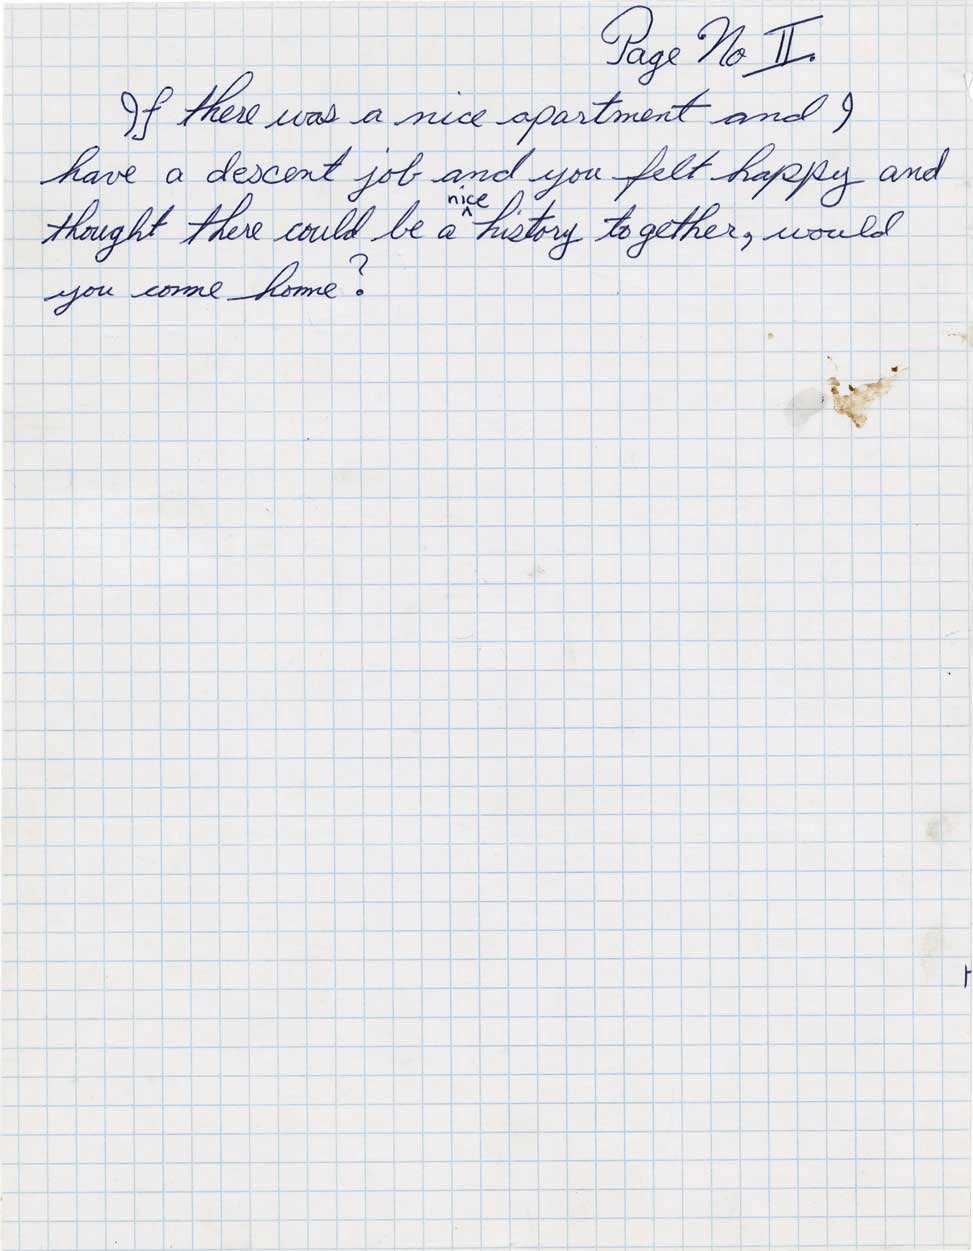 Page No II.
If there was a nice apartment and I
have a descent job and you felt happy and
thought there could be a nice history together, would
you come home?